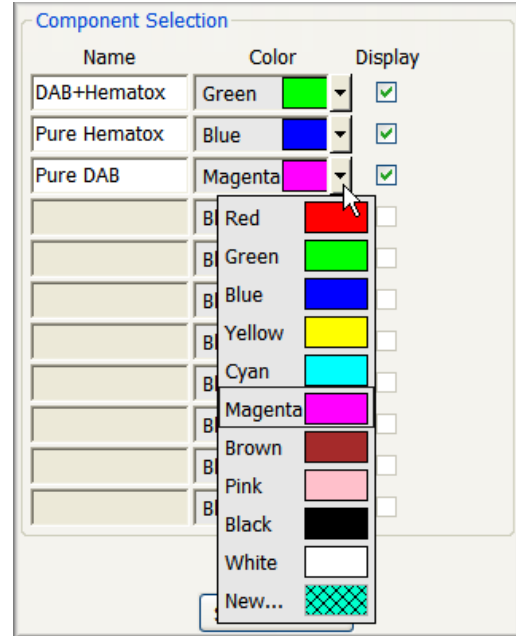 Component Selection
Name Color Display
DAB+Hematox Green
Pure Hematox Blue
Pure DAB Magenta
Red
Green
Blue
Yellow
Cyan
Magenta
Brown
Pink
Black
White
New...